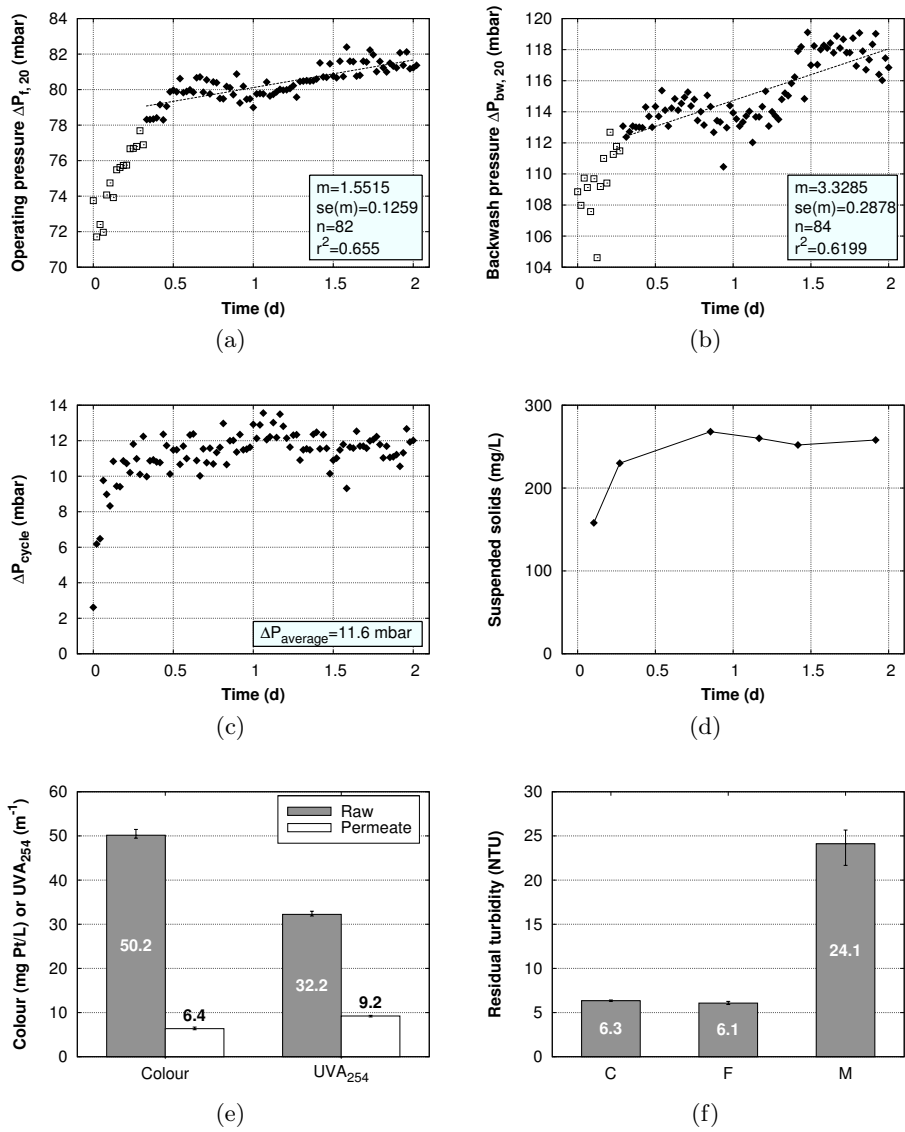 Operating pressure ΔPf, 20 (mbar)
84
82
80
78
76
74
72
70
m=1.5515
se(m)=0.1259
n=82
r²=0.655
0 0.5 1 1.5 2
Time (d)
(a)
Backwash pressure ΔPbw, 20 (mbar)
120
118
116
114
112
110
108
106
104
m=3.3285
se(m)=0.2878
n=84
r²=0.6199
0 0.5 1 1.5 2
Time (d)
(b)
ΔPcycle (mbar)
14
12
10
8
6
4
2
0
ΔPaverage=11.6 mbar
0 0.5 1 1.5 2
Time (d)
(c)
Suspended solids (mg/L)
300
200
100
0
0 0.5 1 1.5 2
Time (d)
(d)
Colour (mg Pt/L) or UVA254 (m-1)
60
50
40
30
20
10
0
Raw
Permeate
50.2
6.4
32.2
9.2
Colour UVA254
(e)
Residual turbidity (NTU)
30
25
20
15
10
5
0
6.3
6.1
24.1
C F M
(f)